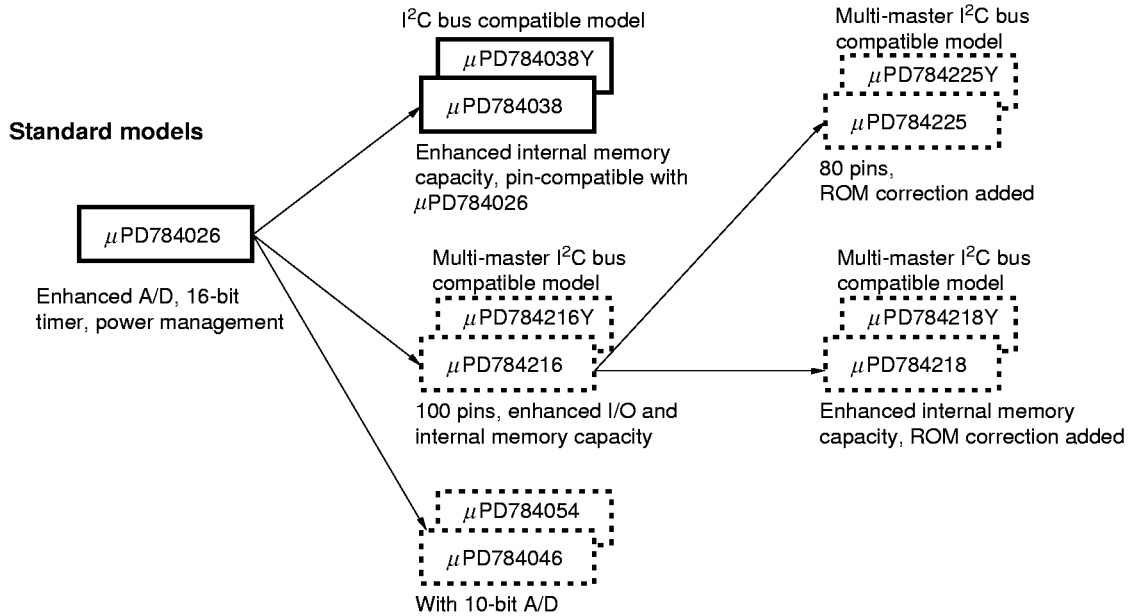 Standard models
μPD784026
Enhanced A/D, 16-bit
timer, power management
I²C bus compatible model
μPD784038Y
μPD784038
Enhanced internal memory
capacity, pin-compatible with
μPD784026
Multi-master I²C bus
compatible model
μPD784216Y
μPD784216
100 pins, enhanced I/O and
internal memory capacity
μPD784054
μPD784046
With 10-bit A/D
Multi-master I²C bus
compatible model
μPD784225Y
μPD784225
80 pins,
ROM correction added
Multi-master I²C bus
compatible model
μPD784218Y
μPD784218
Enhanced internal memory
capacity, ROM correction added